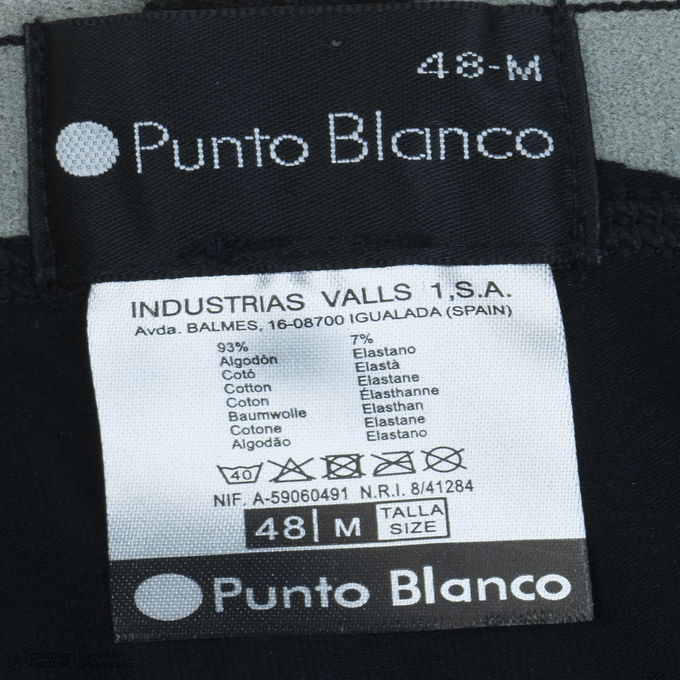 48-M
Punto Blanco
INDUSTRIAS VALLS 1,S.A.
Avda. BALMES, 16-08700 IGUALADA (SPAIN)
93% 7%
Algodón Elastano
Cotó Elastà
Cotton Elastane
Coton Élasthanne
Baumwolle Elasthan
Cotone Elastane
Algodão Elastano
40
NIF. A-59060491 N.R.I. 8/41284
48 M TALLA
SIZE
Punto Blanco